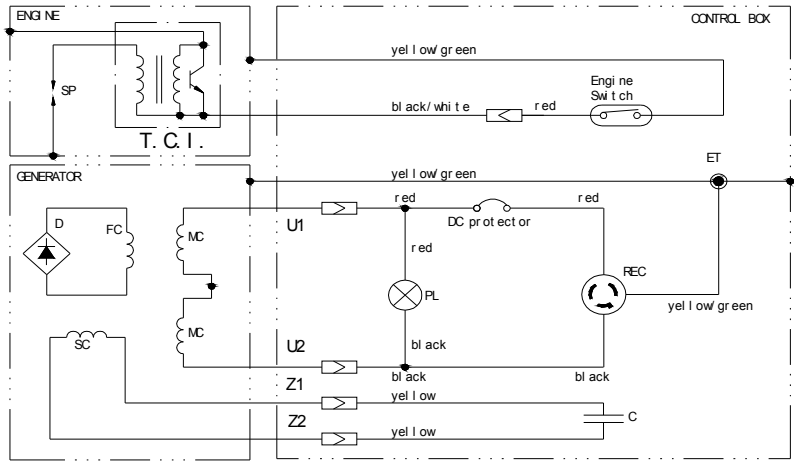 ENGINE
CONTROL BOX
yellow/green
SP
Engine
Switch
black/white
red
T.C.I.
GENERATOR
yellow/green
ET
red
red
D
FC
MC
U1
DC protector
red
REC
PL
yellow/green
MC
SC
U2
black
black
black
Z1
yellow
Z2
C
yellow